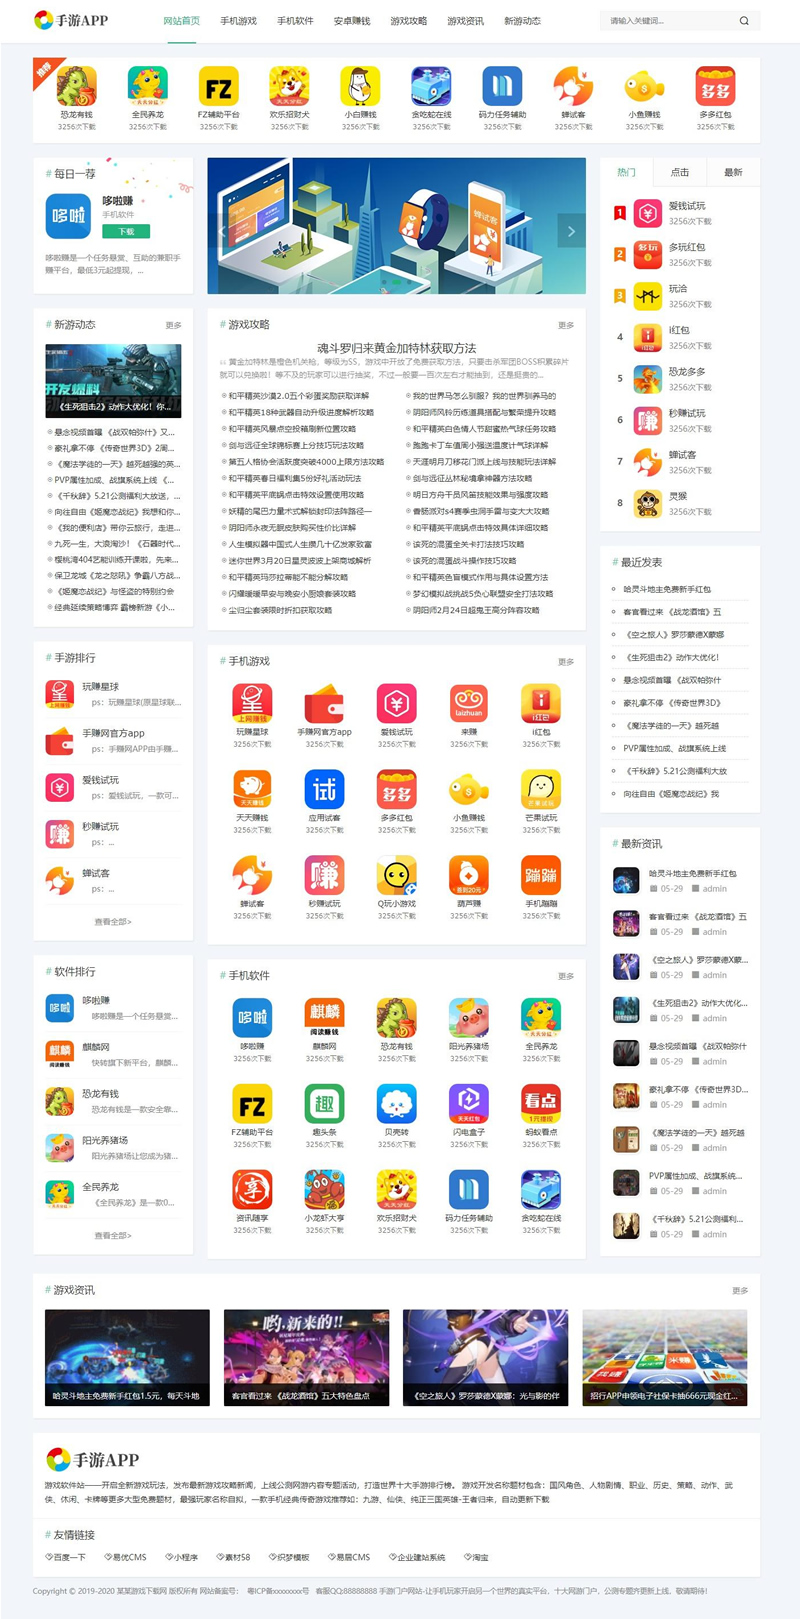 手游APP
网站首页 手机游戏 手机软件 安卓赚钱 游戏攻略 游戏资讯 新游动态
请输入关键词...
推荐
恐龙有钱 全民养龙 FZ辅助平台 欢乐招财犬 小白赚钱 贪吃蛇在线 码力任务辅助 蝉试客 小鱼赚钱 多多红包
3256次下载 3256次下载 3256次下载 3256次下载 3256次下载 3256次下载 3256次下载 3256次下载 3256次下载 3256次下载
# 每日一荐
哆啦
哆啦赚
手机软件
下载
哆啦赚是一个任务悬赏、互助的兼职手
赚平台，最低3元起提现，...
蝉试客
热门 点击 最新
1 爱钱试玩
3256次下载
2 多玩红包
3256次下载
3 玩洽
3256次下载
4 i红包
3256次下载
5 恐龙多多
3256次下载
6 秒赚试玩
3256次下载
7 蝉试客
3256次下载
8 灵猴
3256次下载
# 新游动态 更多
开发爆料
《生死狙击2》动作大优化！你...
悬念视频首曝 《战双帕弥什》又...
豪礼拿不停 《传奇世界3D》2周...
《魔法学徒的一天》越死越强的英...
PVP属性加成、战旗系统上线 《...
《千秋辞》5.21公测福利大放送，...
向往自由《姬魔恋战纪》我想和你...
《我的便利店》带你云旅行，走进...
九死一生，大浪淘沙！《石器时代...
樱桃湾404艺能训练开课啦，先来...
保卫龙城《龙之怒吼》争霸八方战...
《姬魔恋战纪》与怪盗的特别约会
经典延续策略博弈 霸榜新游《小...
# 游戏攻略 更多
魂斗罗归来黄金加特林获取方法
黄金加特林是橙色机关枪，等级为SS，游戏中开放了免费获取方法，只要击杀军团BOSS积累碎片
就可以兑换啦！等不及的玩家可以进行抽奖，不过一般要一百次左右才能抽到，还是挺贵的...
和平精英沙漠2.0五个彩蛋奖励获取详解
我的世界马怎么驯服？我的世界驯养马的
和平精英18种武器自动升级进度解析攻略
阴阳师风铃历练道具搭配与繁荣提升攻略
和平精英风景点空投箱刷新位置攻略
和平精英白色情人节甜蜜热气球任务攻略
剑与远征全球锦标赛上分技巧玩法攻略
跑跑卡丁车值周小强送温度计气球详解
第五人格协会活跃度突破4000上限方法攻略
天涯明月刀移花门派上线与技能玩法详解
和平精英春日福利集5份好礼活动玩法
剑与远征丛林秘境拿神器方法攻略
和平精英平底锅点击特效设置使用攻略
明日方舟干员风笛技能效果与强度攻略
妖精的尾巴力量术式解锁封印法阵路径一
香肠派对s4赛季虫洞手雷与变大大攻略
阴阳师永夜无眠皮肤购买性价比详解
和平精英平底锅点击特效具体详细攻略
人生模拟器中国式人生攒几十亿发家致富
该死的混蛋全关卡打法技巧攻略
迷你世界3月20日星灵皮皮上架商城解析
该死的混蛋战斗操作技巧攻略
和平精英玛莎拉蒂能不能分解攻略
和平精英色盲模式作用与具体设置方法
闪耀暖暖早安与晚安小厨娘套装攻略
梦幻模拟战挑战5负心联盟安全打法攻略
尘归尘套装限时折扣获取攻略
阴阳师2月24日超鬼王高分阵容攻略
# 最近发表
哈灵斗地主免费新手红包
客官看过来 《战龙酒馆》五
《空之旅人》罗莎蒙德X蒙娜
《生死狙击2》动作大优化！
悬念视频首曝 《战双帕弥什
豪礼拿不停 《传奇世界3D》
《魔法学徒的一天》越死越
PVP属性加成、战旗系统上线
《千秋辞》5.21公测福利大放
向往自由《姬魔恋战纪》我
# 手游排行
玩赚星球
ps：玩赚星球(原星球联...
手赚网官方app
ps：手赚网APP由手赚...
爱钱试玩
ps：爱钱试玩，一款可...
秒赚试玩
ps：...
蝉试客
ps：...
查看全部>
# 手机游戏 更多
玩赚星球 手赚网官方app 爱钱试玩 来赚 i红包
3256次下载 3256次下载 3256次下载 3256次下载 3256次下载
天天赚钱 应用试客 多多红包 小鱼赚钱 芒果试玩
3256次下载 3256次下载 3256次下载 3256次下载 3256次下载
蝉试客 秒赚试玩 Q玩小游戏 葫芦赚 手机蹦蹦
3256次下载 3256次下载 3256次下载 3256次下载 3256次下载
# 最新资讯
哈灵斗地主免费新手红包
05-29 admin
客官看过来 《战龙酒馆》五
05-29 admin
《空之旅人》罗莎蒙德X蒙...
05-29 admin
《生死狙击2》动作大优化...
05-29 admin
悬念视频首曝 《战双帕弥什
05-29 admin
豪礼拿不停 《传奇世界3D...
05-29 admin
《魔法学徒的一天》越死越
05-29 admin
PVP属性加成、战旗系统...
05-29 admin
《千秋辞》5.21公测福利...
05-29 admin
# 软件排行
哆啦赚
哆啦赚是一个任务悬赏...
麒麟网
快转旗下新平台，麒麟...
恐龙有钱
恐龙有钱是一款安全靠...
阳光养猪场
阳光养猪场让您成为猪...
全民养龙
《全民养龙》是一款0...
查看全部>
# 手机软件 更多
哆啦赚 麒麟网 恐龙有钱 阳光养猪场 全民养龙
3256次下载 3256次下载 3256次下载 3256次下载 3256次下载
FZ辅助平台 趣头条 贝壳转 闪电盒子 蚂蚁看点
3256次下载 3256次下载 3256次下载 3256次下载 3256次下载
资讯随享 小龙虾大亨 欢乐招财犬 码力任务辅助 贪吃蛇在线
3256次下载 3256次下载 3256次下载 3256次下载 3256次下载
# 游戏资讯 更多
哟,新来的!!
哈灵斗地主免费新手红包1.5元，每天斗地
客官看过来 《战龙酒馆》五大特色盘点
《空之旅人》罗莎蒙德X蒙娜：光与影的伴
招行APP申领电子社保卡抽666元现金红...
手游APP
游戏软件站——开启全新游戏玩法，发布最新游戏攻略新闻，上线公测网游内容专题活动，打造世界十大手游排行榜。 游戏开发名称题材包含：国风角色、人物剧情、职业、历史、策略、动作、武
侠、休闲、卡牌等更多大型免费题材，最强玩家名称自拟，一款手机经典传奇游戏推荐如：九游、仙侠、纯正三国英雄-王者归来，自动更新下载
# 友情链接
百度一下 易优CMS 小程序 素材58 织梦模板 易居CMS 企业建站系统 淘宝
Copyright © 2019-2020 某某游戏下载网 版权所有 网站备案号： 粤ICP备xxxxxxxx号 客服QQ:88888888 手游门户网站-让手机玩家开启另一个世界的真实平台，十大网游门户，公测专题齐更新上线，敬请期待！